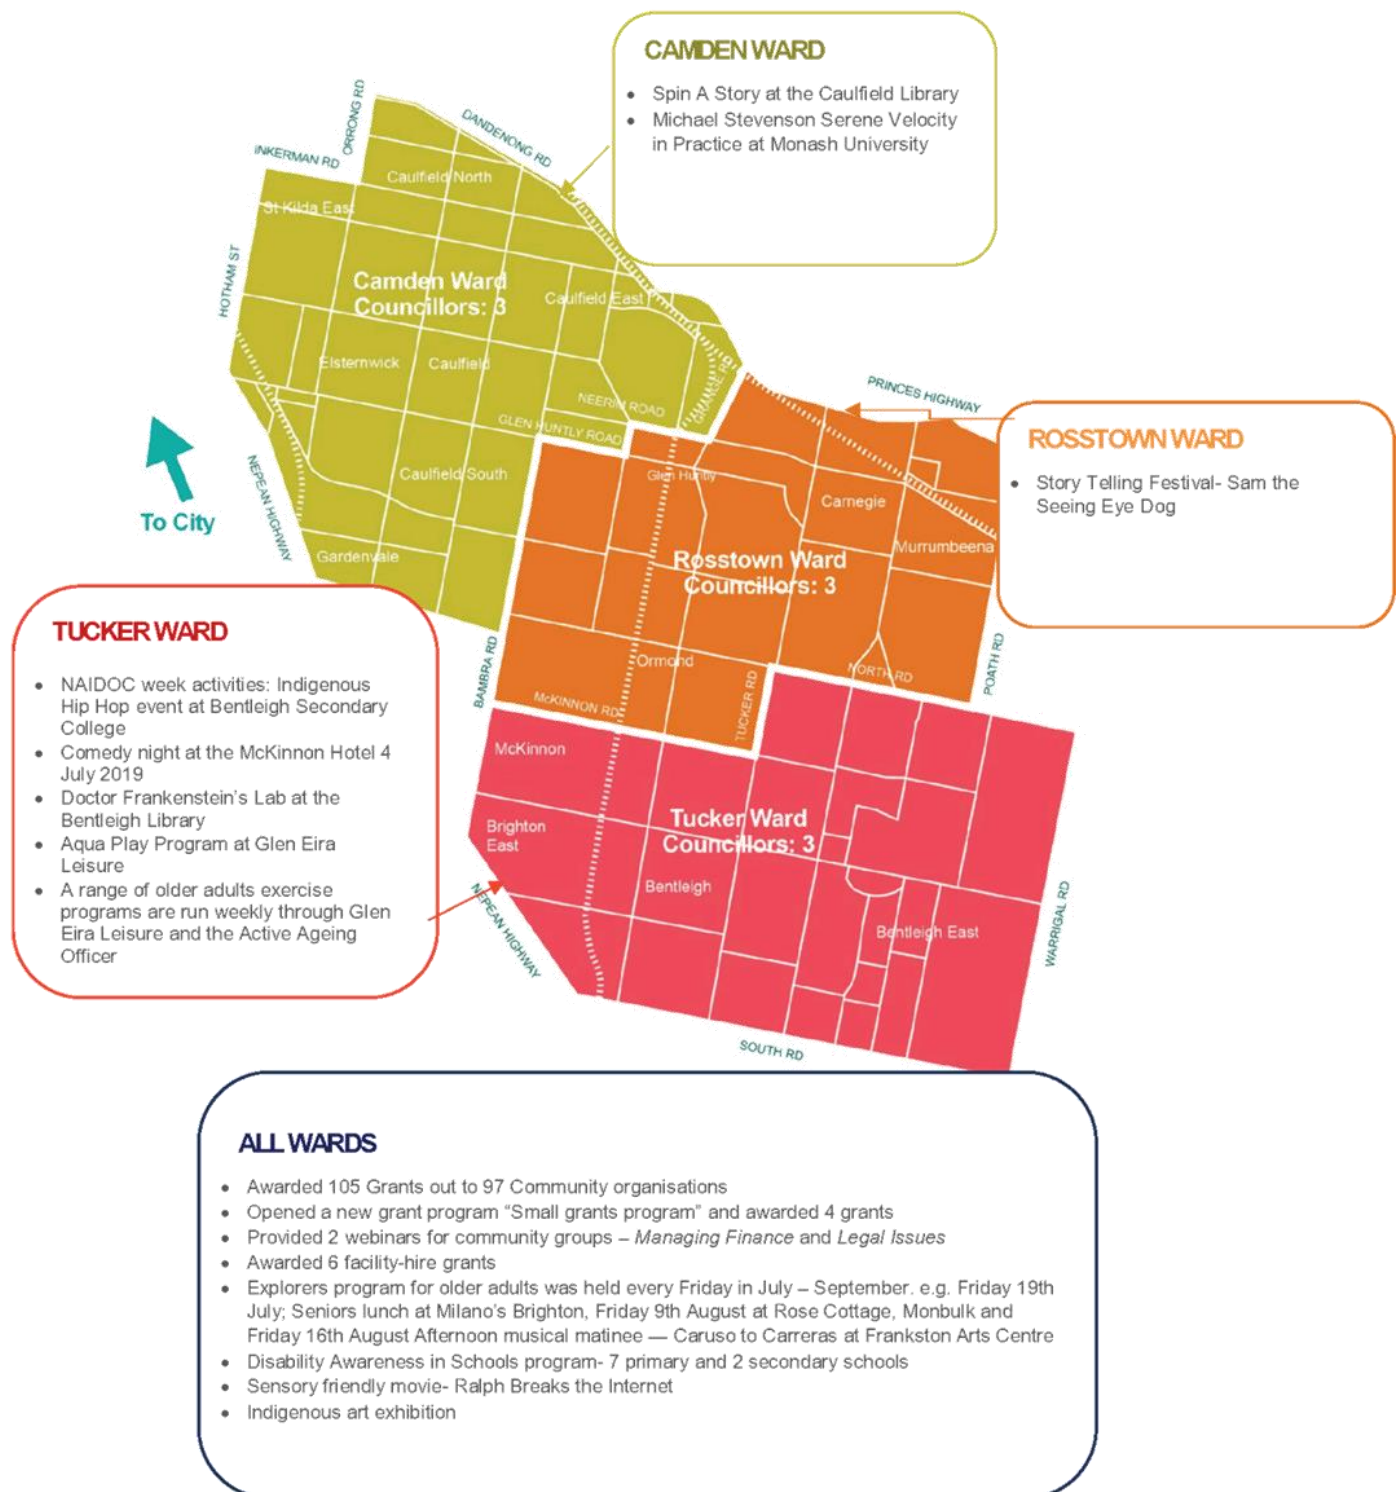 CAMDEN WARD
• Spin A Story at the Caulfield Library
• Michael Stevenson Serene Velocity
in Practice at Monash University
ORRONG RD
DANDENONG RD
INKERMAN RD
Caulfield North
St Kilda East
HOTHAM ST
Camden Ward
Councillors: 3
Caulfield East
Elsternwick
Caulfield
GRANGE RD
NEERIM ROAD
GLEN HUNTLY ROAD
PRINCES HIGHWAY
Caulfield South
NEPEAN HIGHWAY
To City
Gardenvale
ROSSTOWN WARD
• Story Telling Festival- Sam the
Seeing Eye Dog
Glen Huntly
Carnegie
Murrumbeena
Rosstown Ward
Councillors: 3
Ormond
NORTH RD
POATH RD
BAMBRA RD
McKINNON RD
TUCKER RD
TUCKER WARD
• NAIDOC week activities: Indigenous
Hip Hop event at Bentleigh Secondary
College
• Comedy night at the McKinnon Hotel 4
July 2019
• Doctor Frankenstein's Lab at the
Bentleigh Library
• Aqua Play Program at Glen Eira
Leisure
• A range of older adults exercise
programs are run weekly through Glen
Eira Leisure and the Active Ageing
Officer
McKinnon
Brighton
East
Tucker Ward
Councillors: 3
Bentleigh
Bentleigh East
NEPEAN HIGHWAY
WARRIGAL RD
SOUTH RD
ALL WARDS
• Awarded 105 Grants out to 97 Community organisations
• Opened a new grant program “Small grants program” and awarded 4 grants
• Provided 2 webinars for community groups – Managing Finance and Legal Issues
• Awarded 6 facility-hire grants
• Explorers program for older adults was held every Friday in July – September. e.g. Friday 19th
July; Seniors lunch at Milano's Brighton, Friday 9th August at Rose Cottage, Monbulk and
Friday 16th August Afternoon musical matinee — Caruso to Carreras at Frankston Arts Centre
• Disability Awareness in Schools program- 7 primary and 2 secondary schools
• Sensory friendly movie- Ralph Breaks the Internet
• Indigenous art exhibition